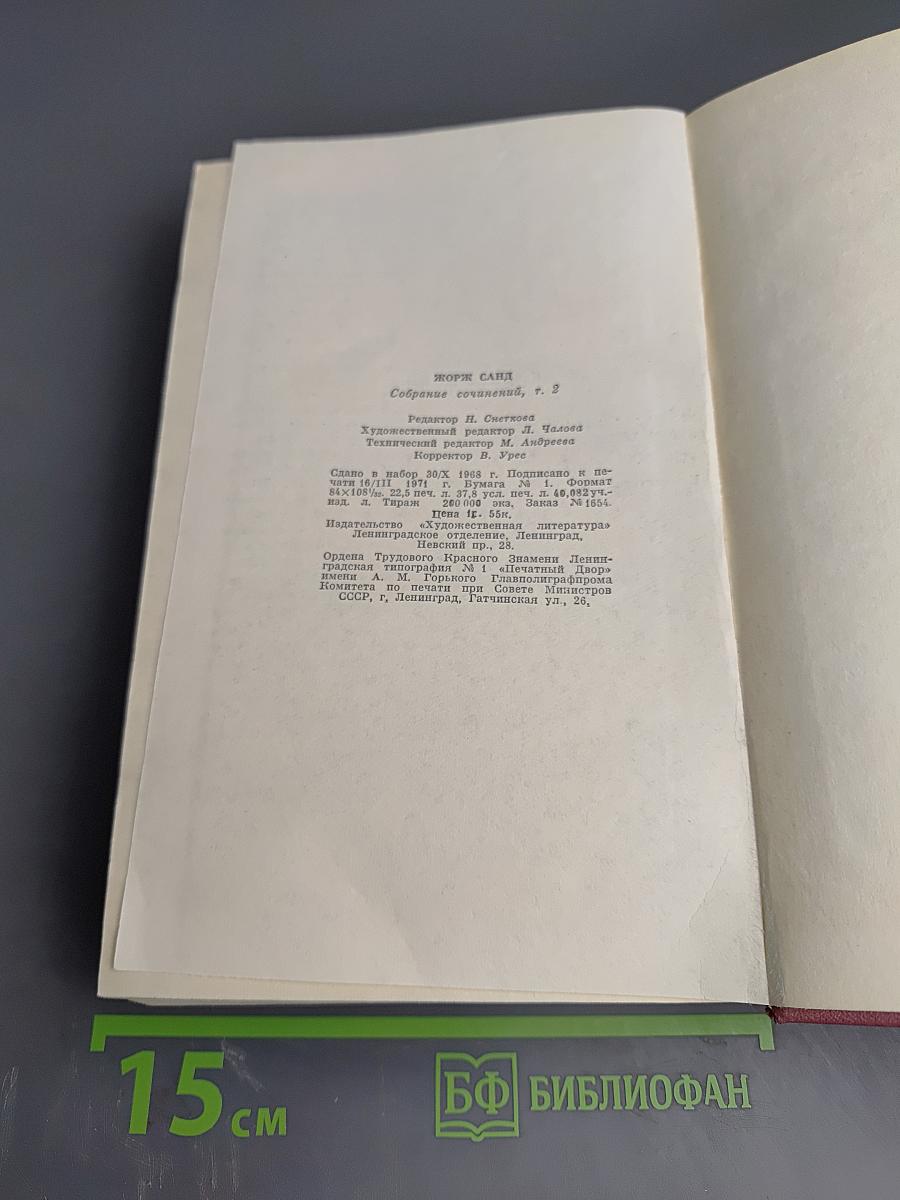 ЖОРЖ САНД
Собрание сочинений, т. 2
Редактор Н. Снеткова
Художественный редактор Л. Чалова
Технический редактор М. Андреева
Корректор В. Урес
Сдано в набор 30/X 1968 г. Подписано к пе-
чати 16/III 1971 г. Бумага № 1. Формат
84×108¹/₃₂. 22,5 печ. л. 37,8 усл. печ. л. 40,082 уч.-
изд. л. Тираж 200 000 экз. Заказ № 1654.
Цена 1г. 55к.
Издательство «Художественная литература»
Ленинградское отделение, Ленинград,
Невский пр., 28.
Ордена Трудового Красного Знамени Ленин-
градская типография № 1 «Печатный Двор»
имени А. М. Горького Главполиграфпрома
Комитета по печати при Совете Министров
СССР, г, Ленинград, Гатчинская ул., 26.
15 см
БФ БИБЛИОФАН